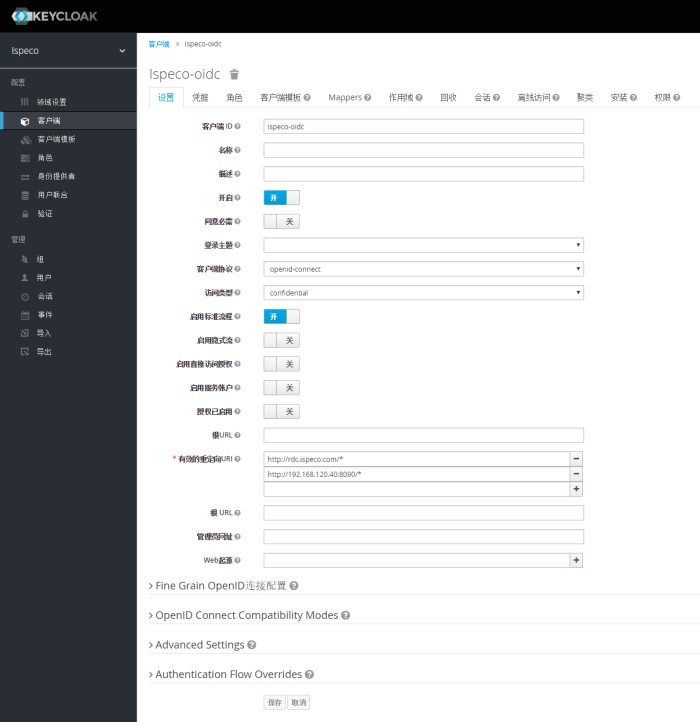 KEYCLOAK
Ispeco
配置
领域设置
客户端
客户端模板
角色
身份提供者
用户联合
验证
管理
组
用户
会话
事件
导入
导出
客户端 » ispeco-oidc
Ispeco-oidc
设置 凭据 角色 客户端模板 Mappers 作用域 回收 会话 离线访问 聚类 安装 权限
客户端 ID ispeco-oidc
名称
描述
开启 开
同意必需 关
登录主题
客户端协议 openid-connect
访问类型 confidential
启用标准流程 开
启用隐式流 关
启用直接访问授权 关
启用服务帐户 关
授权已启用 关
根URL
* 有效的重定向URI http://rdc.ispeco.com/*
http://192.168.120.40:8090/*
根 URL
管理员网址
Web起源
Fine Grain OpenID连接配置
OpenID Connect Compatibility Modes
Advanced Settings
Authentication Flow Overrides
保存 取消